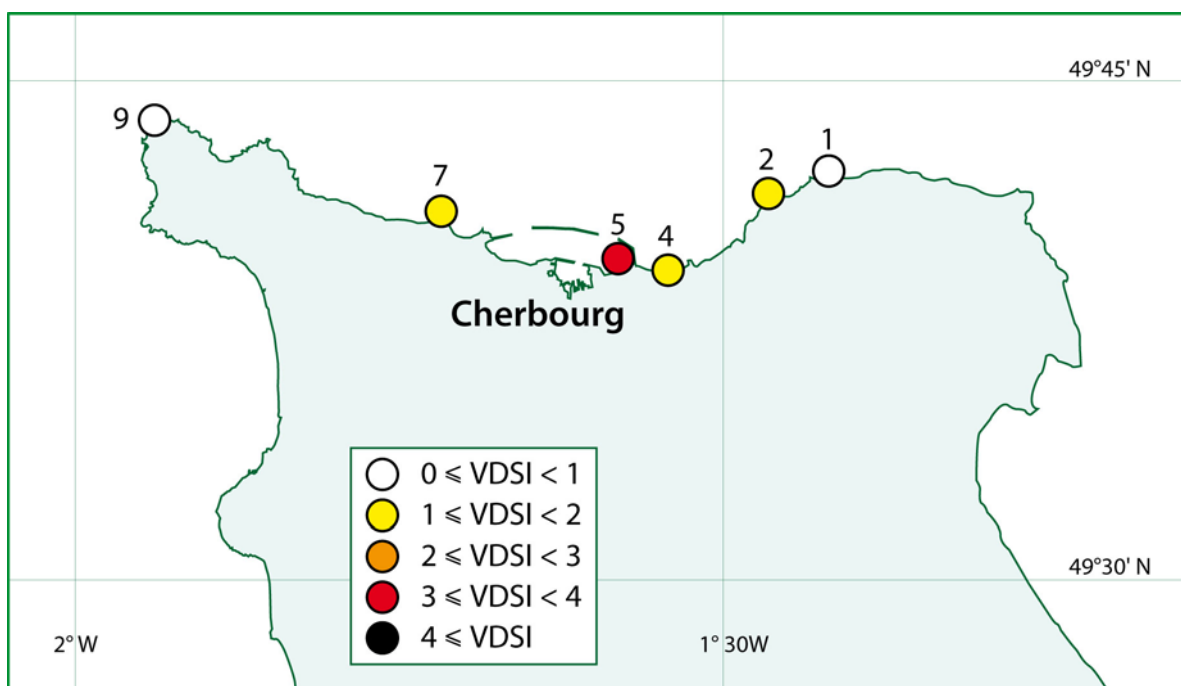 49°45' N
9
1
2
7
5
4
Cherbourg
0 ⩽ VDSI < 1
1 ⩽ VDSI < 2
2 ⩽ VDSI < 3
3 ⩽ VDSI < 4
4 ⩽ VDSI
49°30' N
2° W
1° 30W